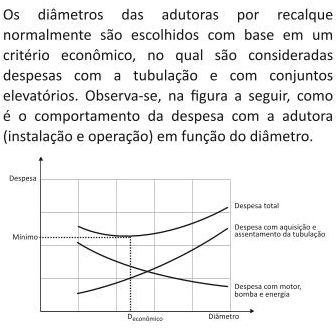 Os diâmetros das adutoras por recalque
normalmente são escolhidos com base em um
critério econômico, no qual são consideradas
despesas com a tubulação e com conjuntos
elevatórios. Observa-se, na figura a seguir, como
é o comportamento da despesa com a adutora
(instalação e operação) em função do diâmetro.
Despesa
Despesa total
Despesa com aquisição e
assentamento da tubulação
Mínimo
Despesa com motor,
bomba e energia
Deconômico
Diâmetro